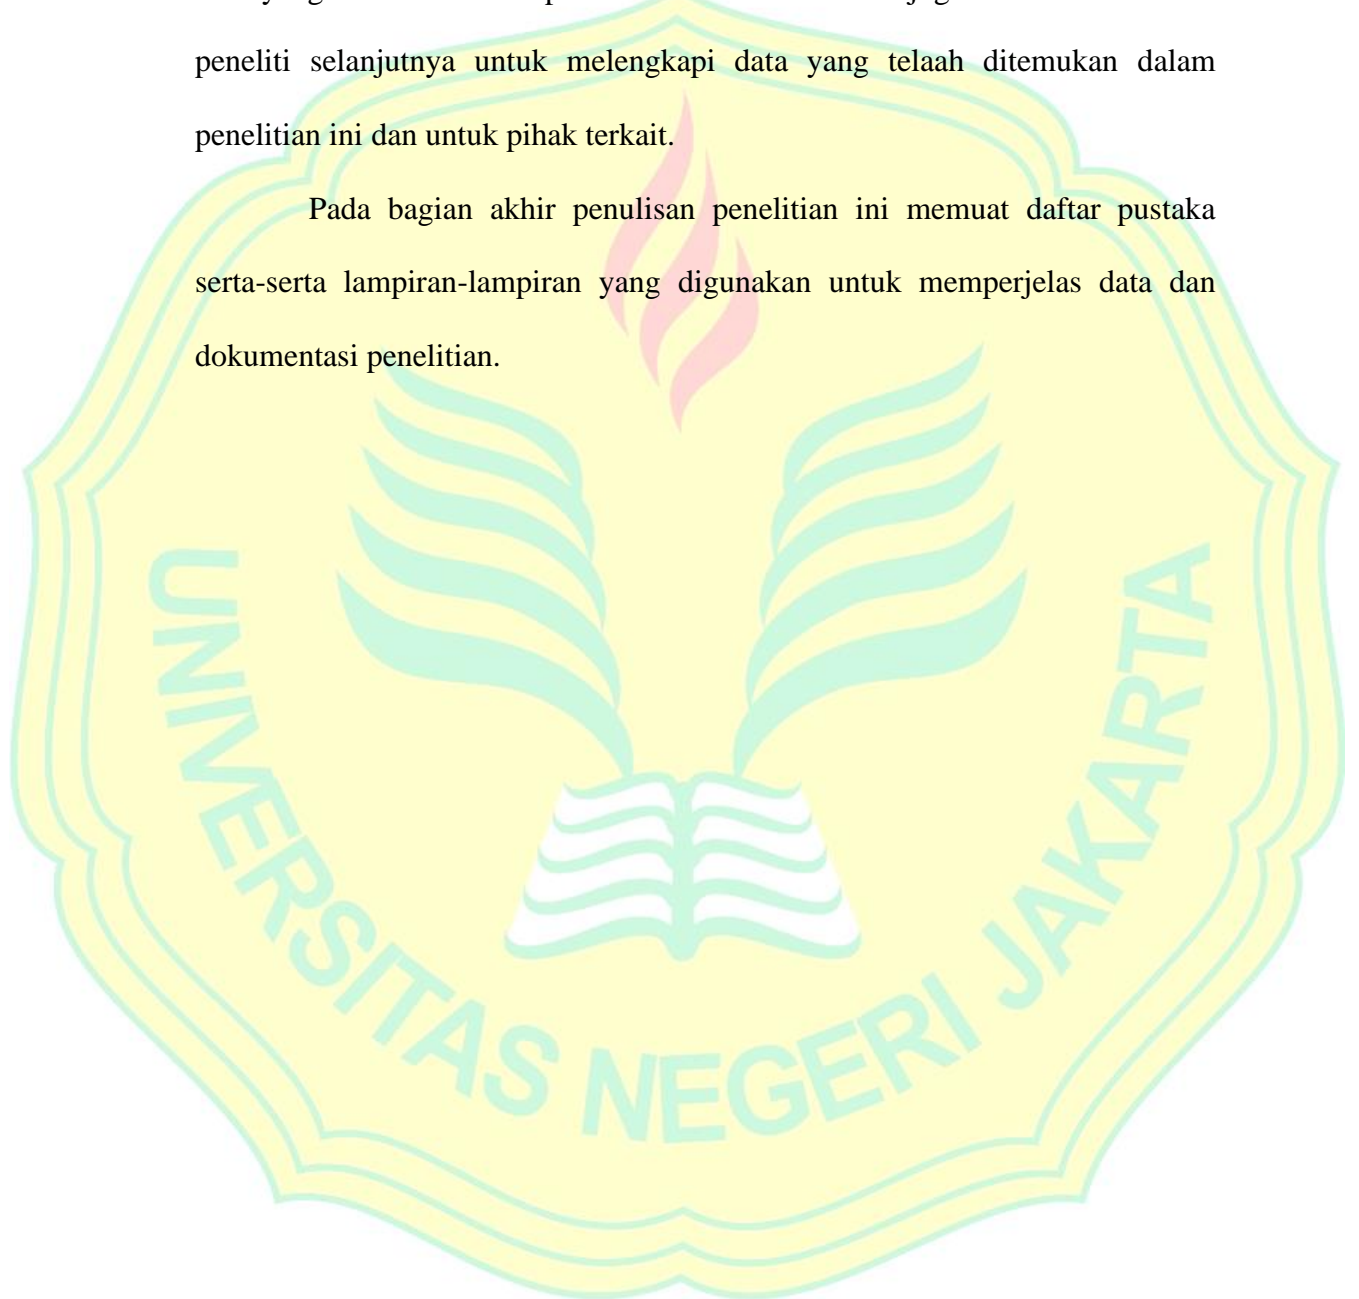 peneliti selanjutnya untuk melengkapi data yang telaah ditemukan dalam
penelitian ini dan untuk pihak terkait.
Pada bagian akhir penulisan penelitian ini memuat daftar pustaka
serta-serta lampiran-lampiran yang digunakan untuk memperjelas data dan
dokumentasi penelitian.
UNIVERSITAS NEGERI JAKARTA